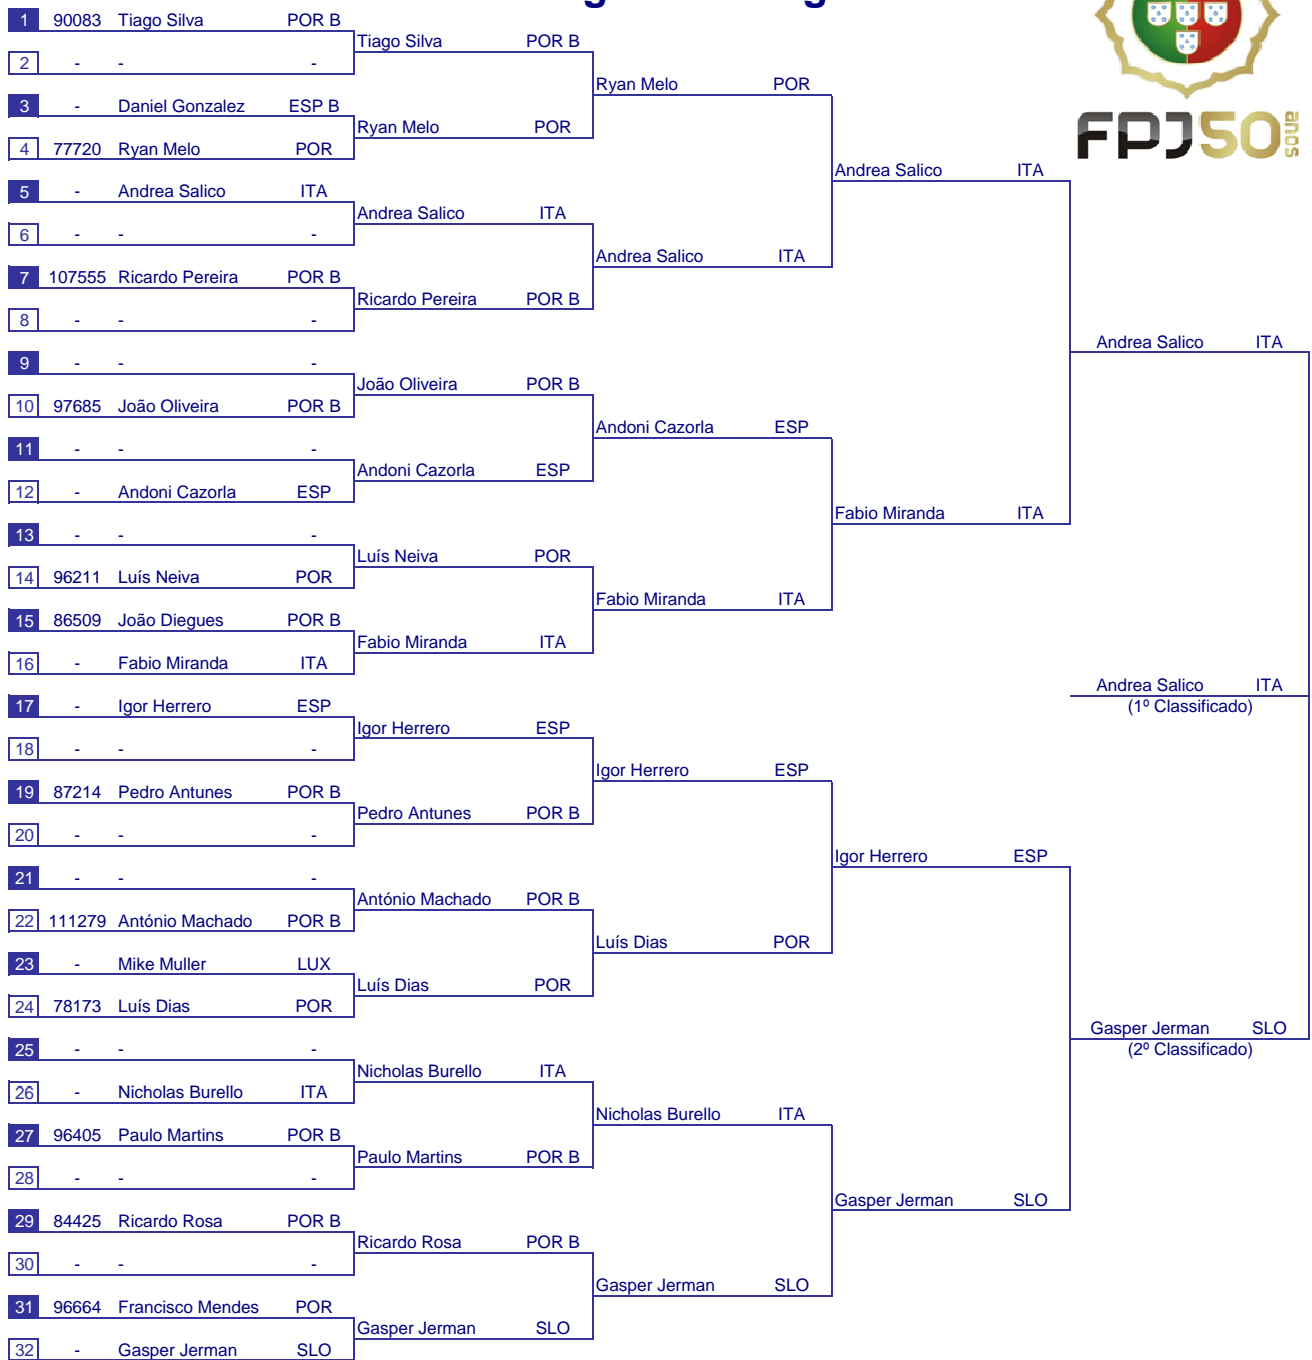 1 90083 Tiago Silva POR B
Tiago Silva POR B
2 - - -
Ryan Melo POR
3 - Daniel Gonzalez ESP B
Ryan Melo POR
4 77720 Ryan Melo POR
FPJ50 anos
Andrea Salico ITA
5 - Andrea Salico ITA
Andrea Salico ITA
6 - - -
Andrea Salico ITA
7 107555 Ricardo Pereira POR B
Ricardo Pereira POR B
8 - - -
Andrea Salico ITA
9 - - -
João Oliveira POR B
10 97685 João Oliveira POR B
Andoni Cazorla ESP
11 - - -
Andoni Cazorla ESP
12 - Andoni Cazorla ESP
Fabio Miranda ITA
13 - - -
Luís Neiva POR
14 96211 Luís Neiva POR
Fabio Miranda ITA
15 86509 João Diegues POR B
Fabio Miranda ITA
16 - Fabio Miranda ITA
Andrea Salico ITA
(1º Classificado)
17 - Igor Herrero ESP
Igor Herrero ESP
18 - - -
Igor Herrero ESP
19 87214 Pedro Antunes POR B
Pedro Antunes POR B
20 - - -
Igor Herrero ESP
21 - - -
António Machado POR B
22 111279 António Machado POR B
Luís Dias POR
23 - Mike Muller LUX
Luís Dias POR
24 78173 Luís Dias POR
Gasper Jerman SLO
(2º Classificado)
25 - - -
Nicholas Burello ITA
26 - Nicholas Burello ITA
Nicholas Burello ITA
27 96405 Paulo Martins POR B
Paulo Martins POR B
28 - - -
Gasper Jerman SLO
29 84425 Ricardo Rosa POR B
Ricardo Rosa POR B
30 - - -
Gasper Jerman SLO
31 96664 Francisco Mendes POR
Gasper Jerman SLO
32 - Gasper Jerman SLO